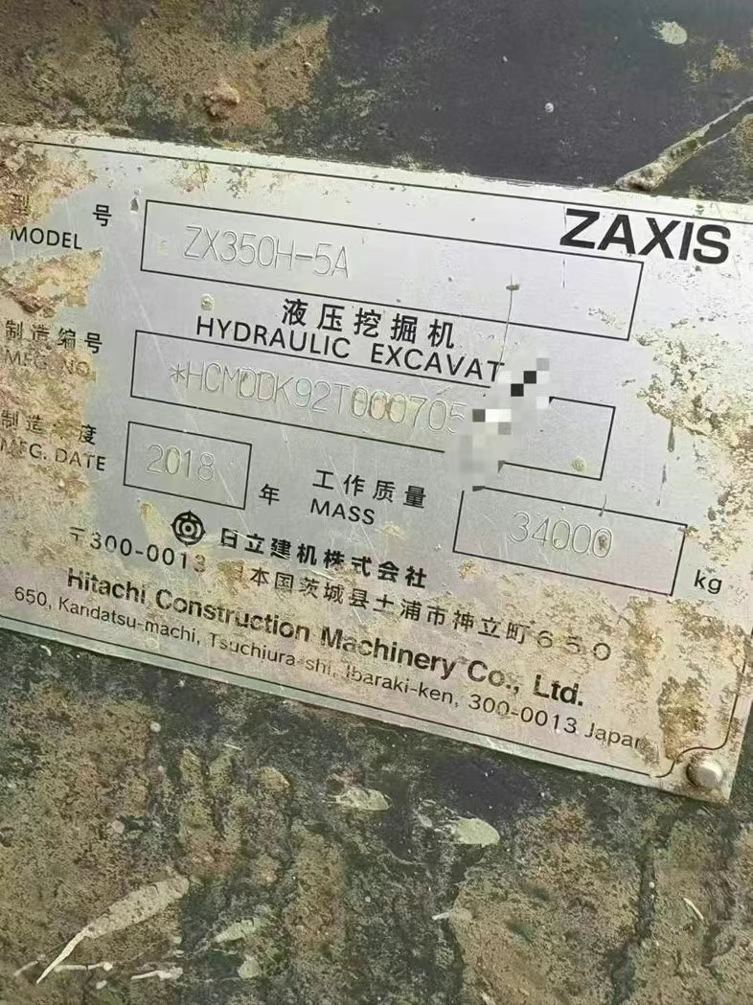 ZAXIS
型 号 ZX350H-5A
MODEL
液压挖掘机
HYDRAULIC EXCAVAT
制造编号 *HCMDDK92T000705
MFG. NO.
制造年度 2018 年
MFG. DATE
工作质量 34000 kg
MASS
日立建机株式会社
〒300-0013 日本国茨城县土浦市神立町650
Hitachi Construction Machinery Co., Ltd.
650, Kandatsu-machi, Tsuchiura-shi, Ibaraki-ken, 300-0013 Japan